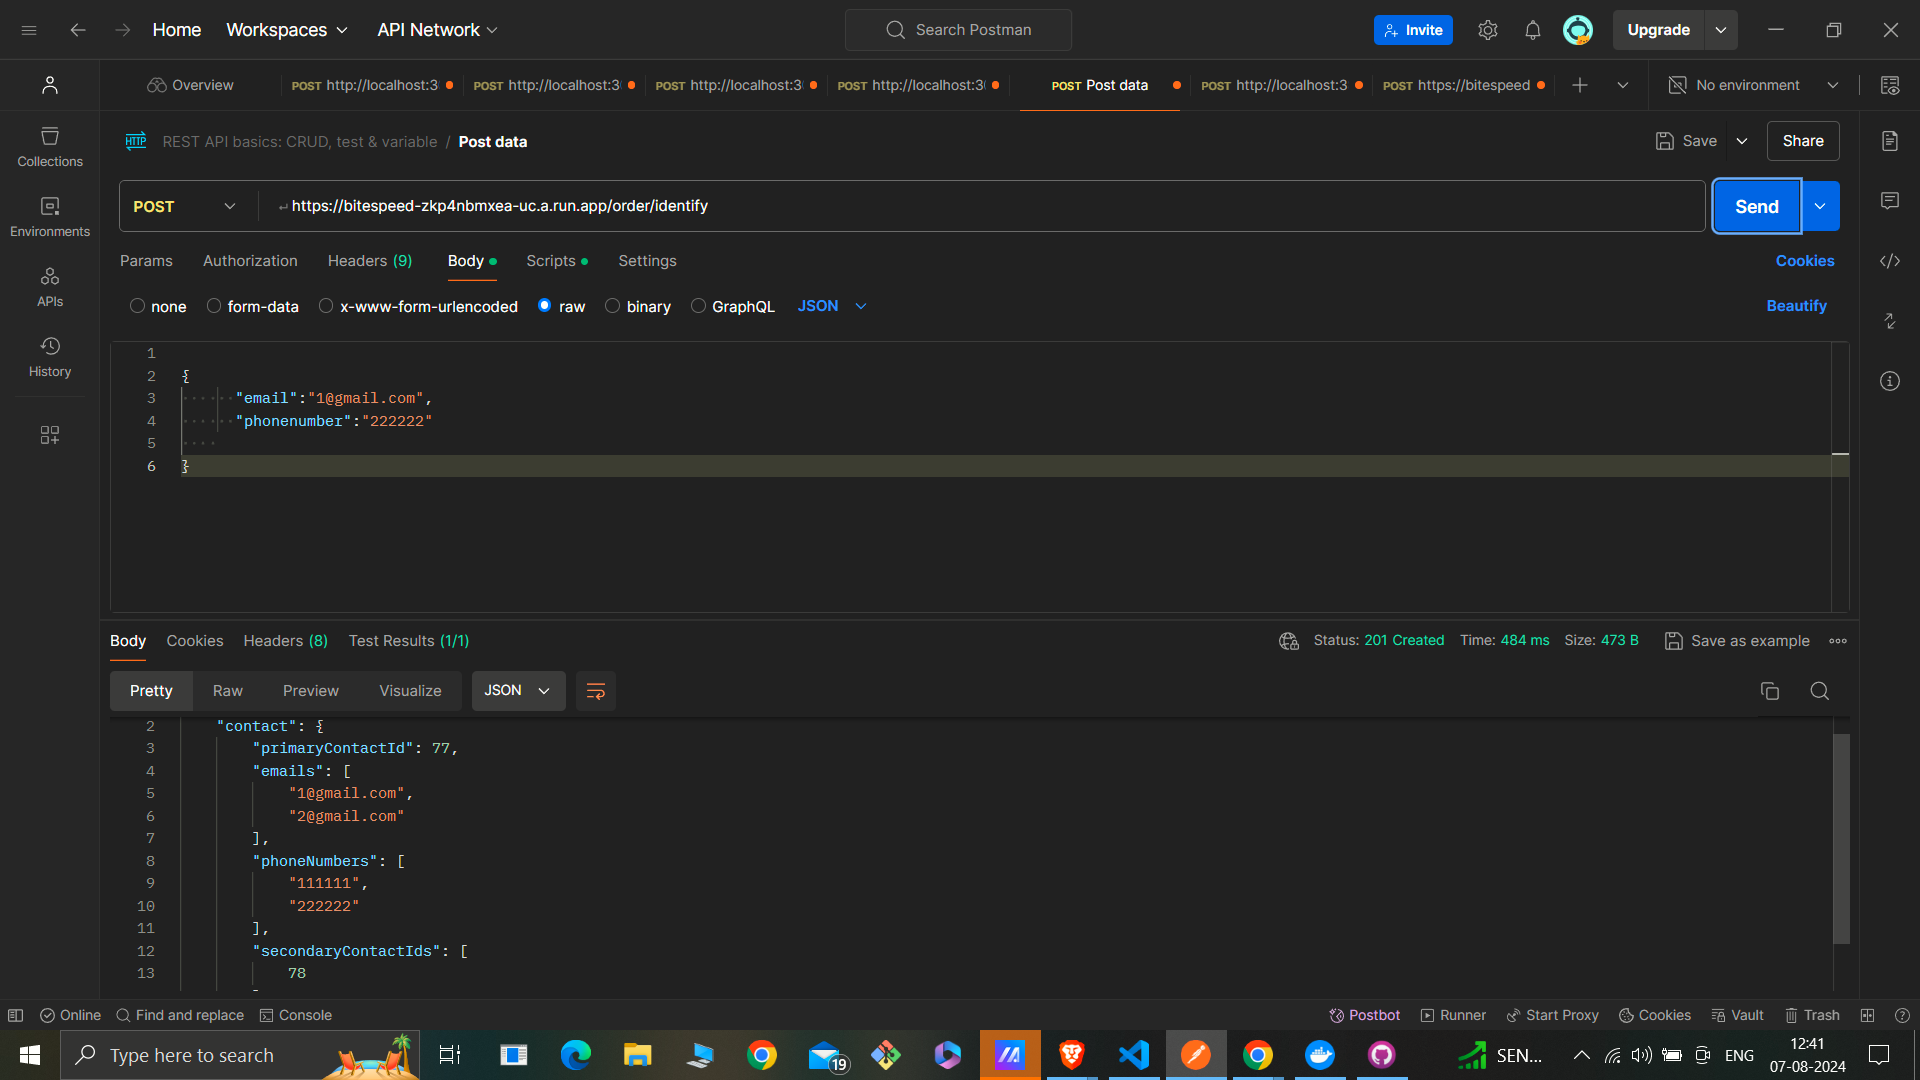 Home Workspaces API Network Search Postman Invite Upgrade
Overview POST http://localhost:3 POST http://localhost:3 POST http://localhost:3 POST http://localhost:3 POST Post data POST http://localhost:3 POST https://bitespeed No environment
HTTP REST API basics: CRUD, test & variable / Post data Save Share
Collections
Environments
APIs
History
POST https://bitespeed-zkp4nbmxea-uc.a.run.app/order/identify Send
Params Authorization Headers (9) Body Scripts Settings Cookies
none form-data x-www-form-urlencoded raw binary GraphQL JSON Beautify
1
2 {
3 "email":"1@gmail.com",
4 "phonenumber":"222222"
5
6 }
Body Cookies Headers (8) Test Results (1/1) Status: 201 Created Time: 484 ms Size: 473 B Save as example
Pretty Raw Preview Visualize JSON
2 "contact": {
3 "primaryContactId": 77,
4 "emails": [
5 "1@gmail.com",
6 "2@gmail.com"
7 ],
8 "phoneNumbers": [
9 "111111",
10 "222222"
11 ],
12 "secondaryContactIds": [
13 78
Online Find and replace Console Postbot Runner Start Proxy Cookies Vault Trash
Type here to search 19 SEN... ENG 12:41
07-08-2024